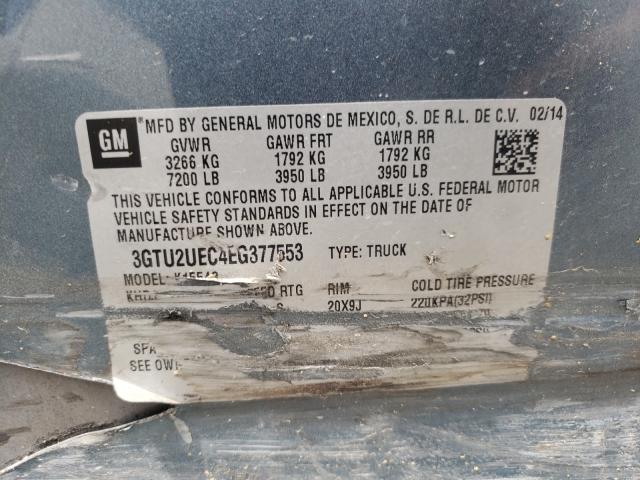 GM
MFD BY GENERAL MOTORS DE MEXICO, S. DE R.L. DE C.V. 02/14
GVWR GAWR FRT GAWR RR
3266 KG 1792 KG 1792 KG
7200 LB 3950 LB 3950 LB
THIS VEHICLE CONFORMS TO ALL APPLICABLE U.S. FEDERAL MOTOR
VEHICLE SAFETY STANDARDS IN EFFECT ON THE DATE OF
MANUFACTURE SHOWN ABOVE.
3GTU2UEC4EG377553 TYPE: TRUCK
MODEL: K15543
RTG RIM COLD TIRE PRESSURE
20X9J 220KPA(32PSI)
SPA
SEE OW